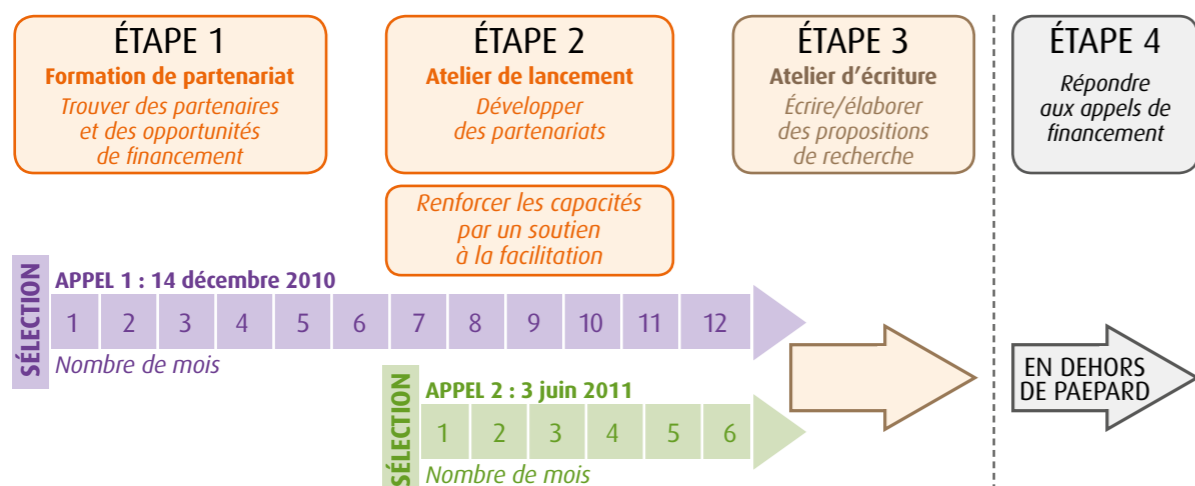 ÉTAPE 1
Formation de partenariat
Trouver des partenaires
et des opportunités
de financement
ÉTAPE 2
Atelier de lancement
Développer
des partenariats
Renforcer les capacités
par un soutien
à la facilitation
ÉTAPE 3
Atelier d'écriture
Écrire/élaborer
des propositions
de recherche
ÉTAPE 4
Répondre
aux appels de
financement
SÉLECTION
APPEL 1 : 14 décembre 2010
1 2 3 4 5 6 7 8 9 10 11 12
Nombre de mois
SÉLECTION
APPEL 2 : 3 juin 2011
1 2 3 4 5 6
Nombre de mois
EN DEHORS
DE PAEPARD